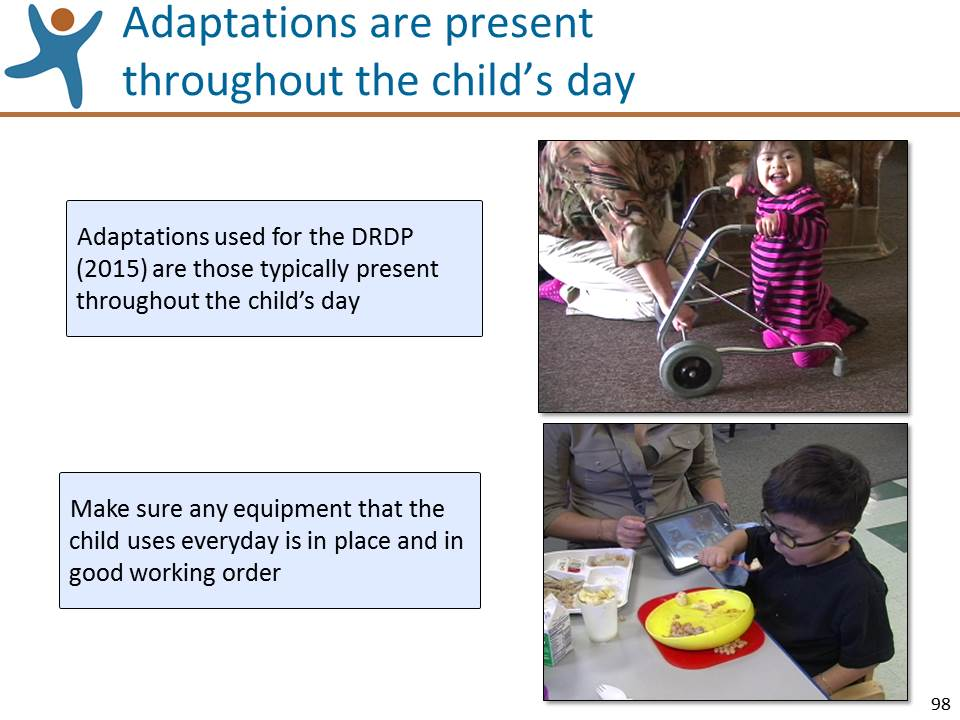 Adaptations are present
throughout the child’s day
Adaptations used for the DRDP
(2015) are those typically present
throughout the child’s day
Make sure any equipment that the
child uses everyday is in place and in
good working order
98